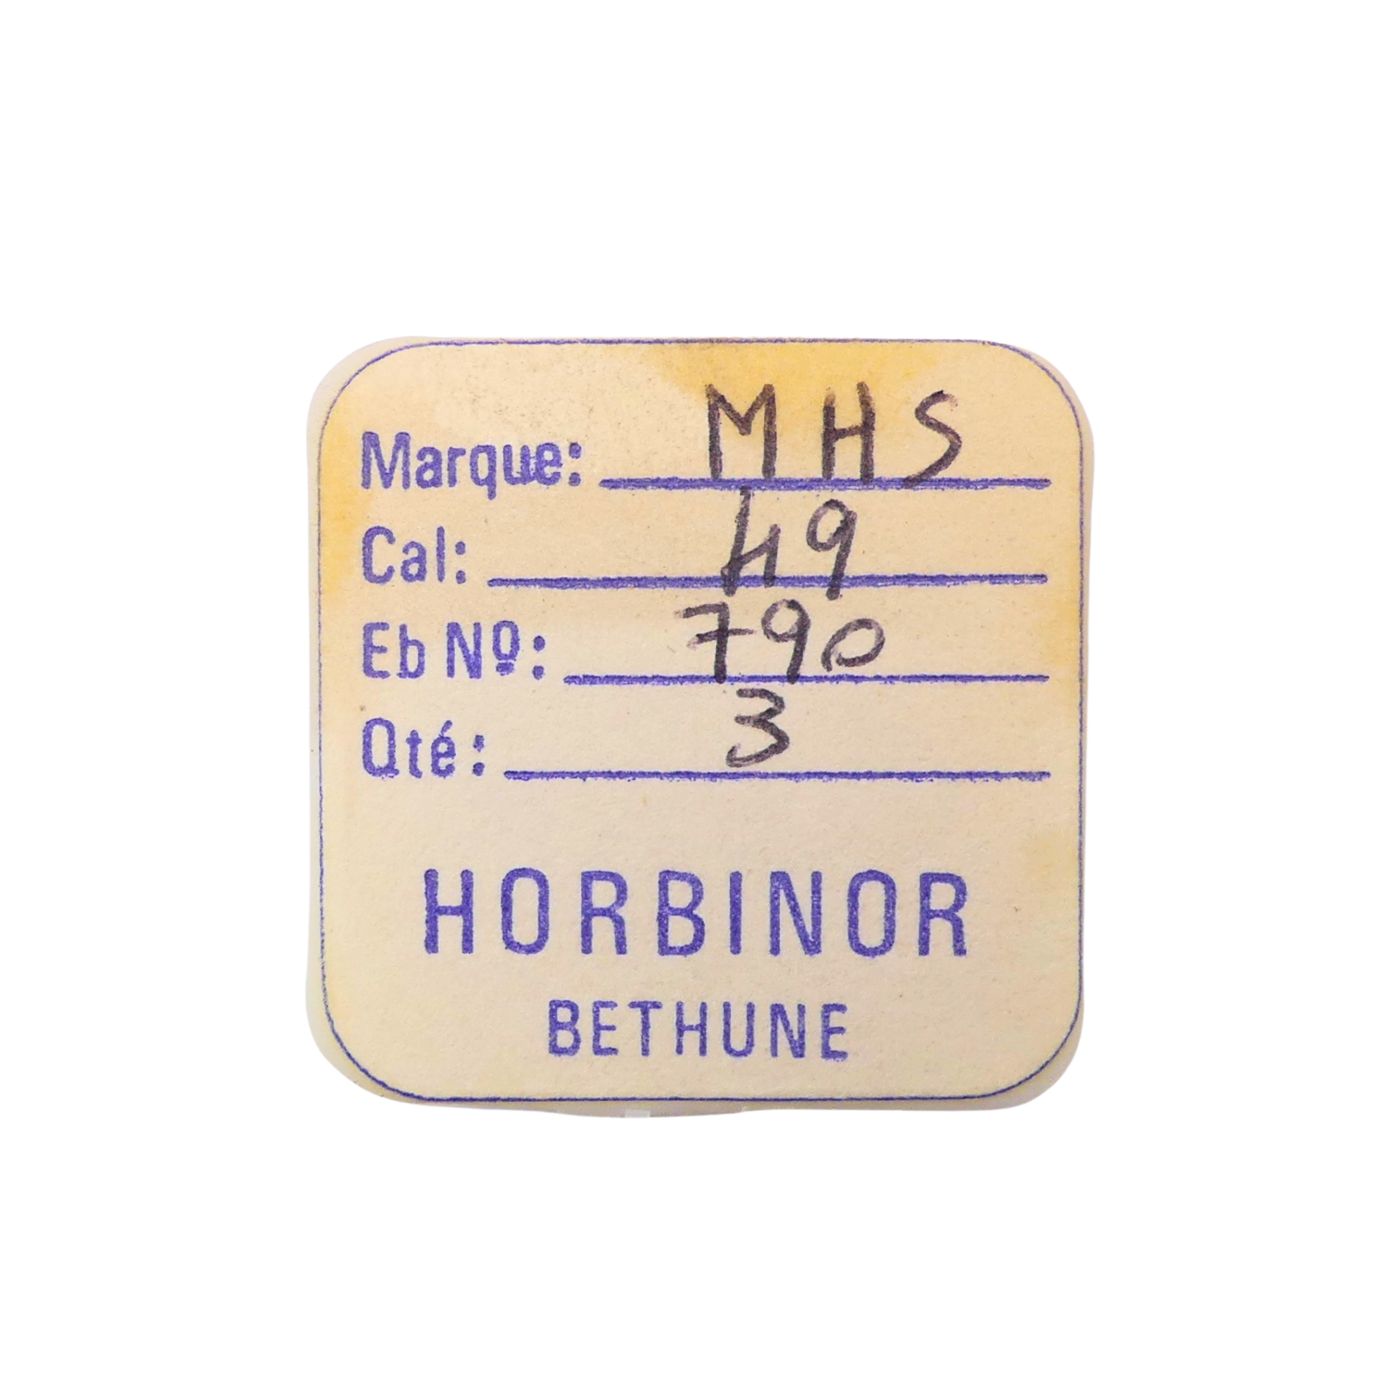 Marque: MHS
Cal: 49
Eb Nº: 790
Qté: 3
HORBINOR
BETHUNE